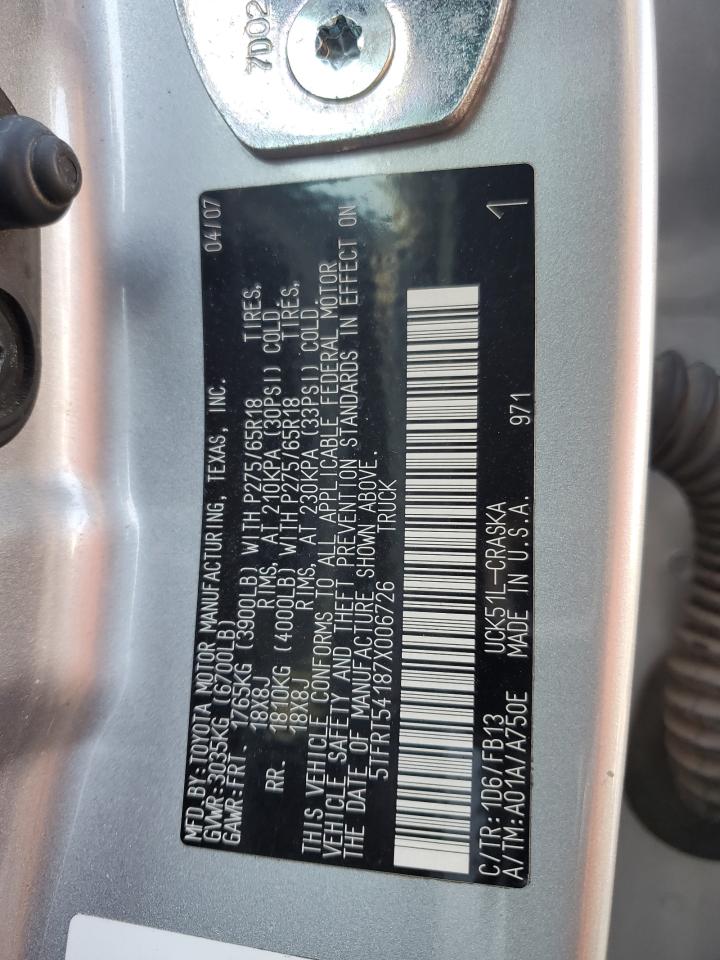 7D02
MFD.BY:TOYOTA MOTOR MANUFACTURING, TEXAS, INC. 04/07
GVWR:3035KG (6700LB)
GAWR:FRT. 1765KG (3900LB) WITH P275/65R18 TIRES,
18X8J RIMS, AT 210KPA (30PSI) COLD.
RR. 1810KG (4000LB) WITH P275/65R18 TIRES,
18X8J RIMS, AT 230KPA (33PSI) COLD.
THIS VEHICLE CONFORMS TO ALL APPLICABLE FEDERAL MOTOR
VEHICLE SAFETY AND THEFT PREVENTION STANDARDS IN EFFECT ON
THE DATE OF MANUFACTURE SHOWN ABOVE.
5TFRT54187X006726 TRUCK
C/TR:1D6/FB13 UCK51L-CRASKA 971 1
A/TM:A01A/A750E MADE IN U.S.A.